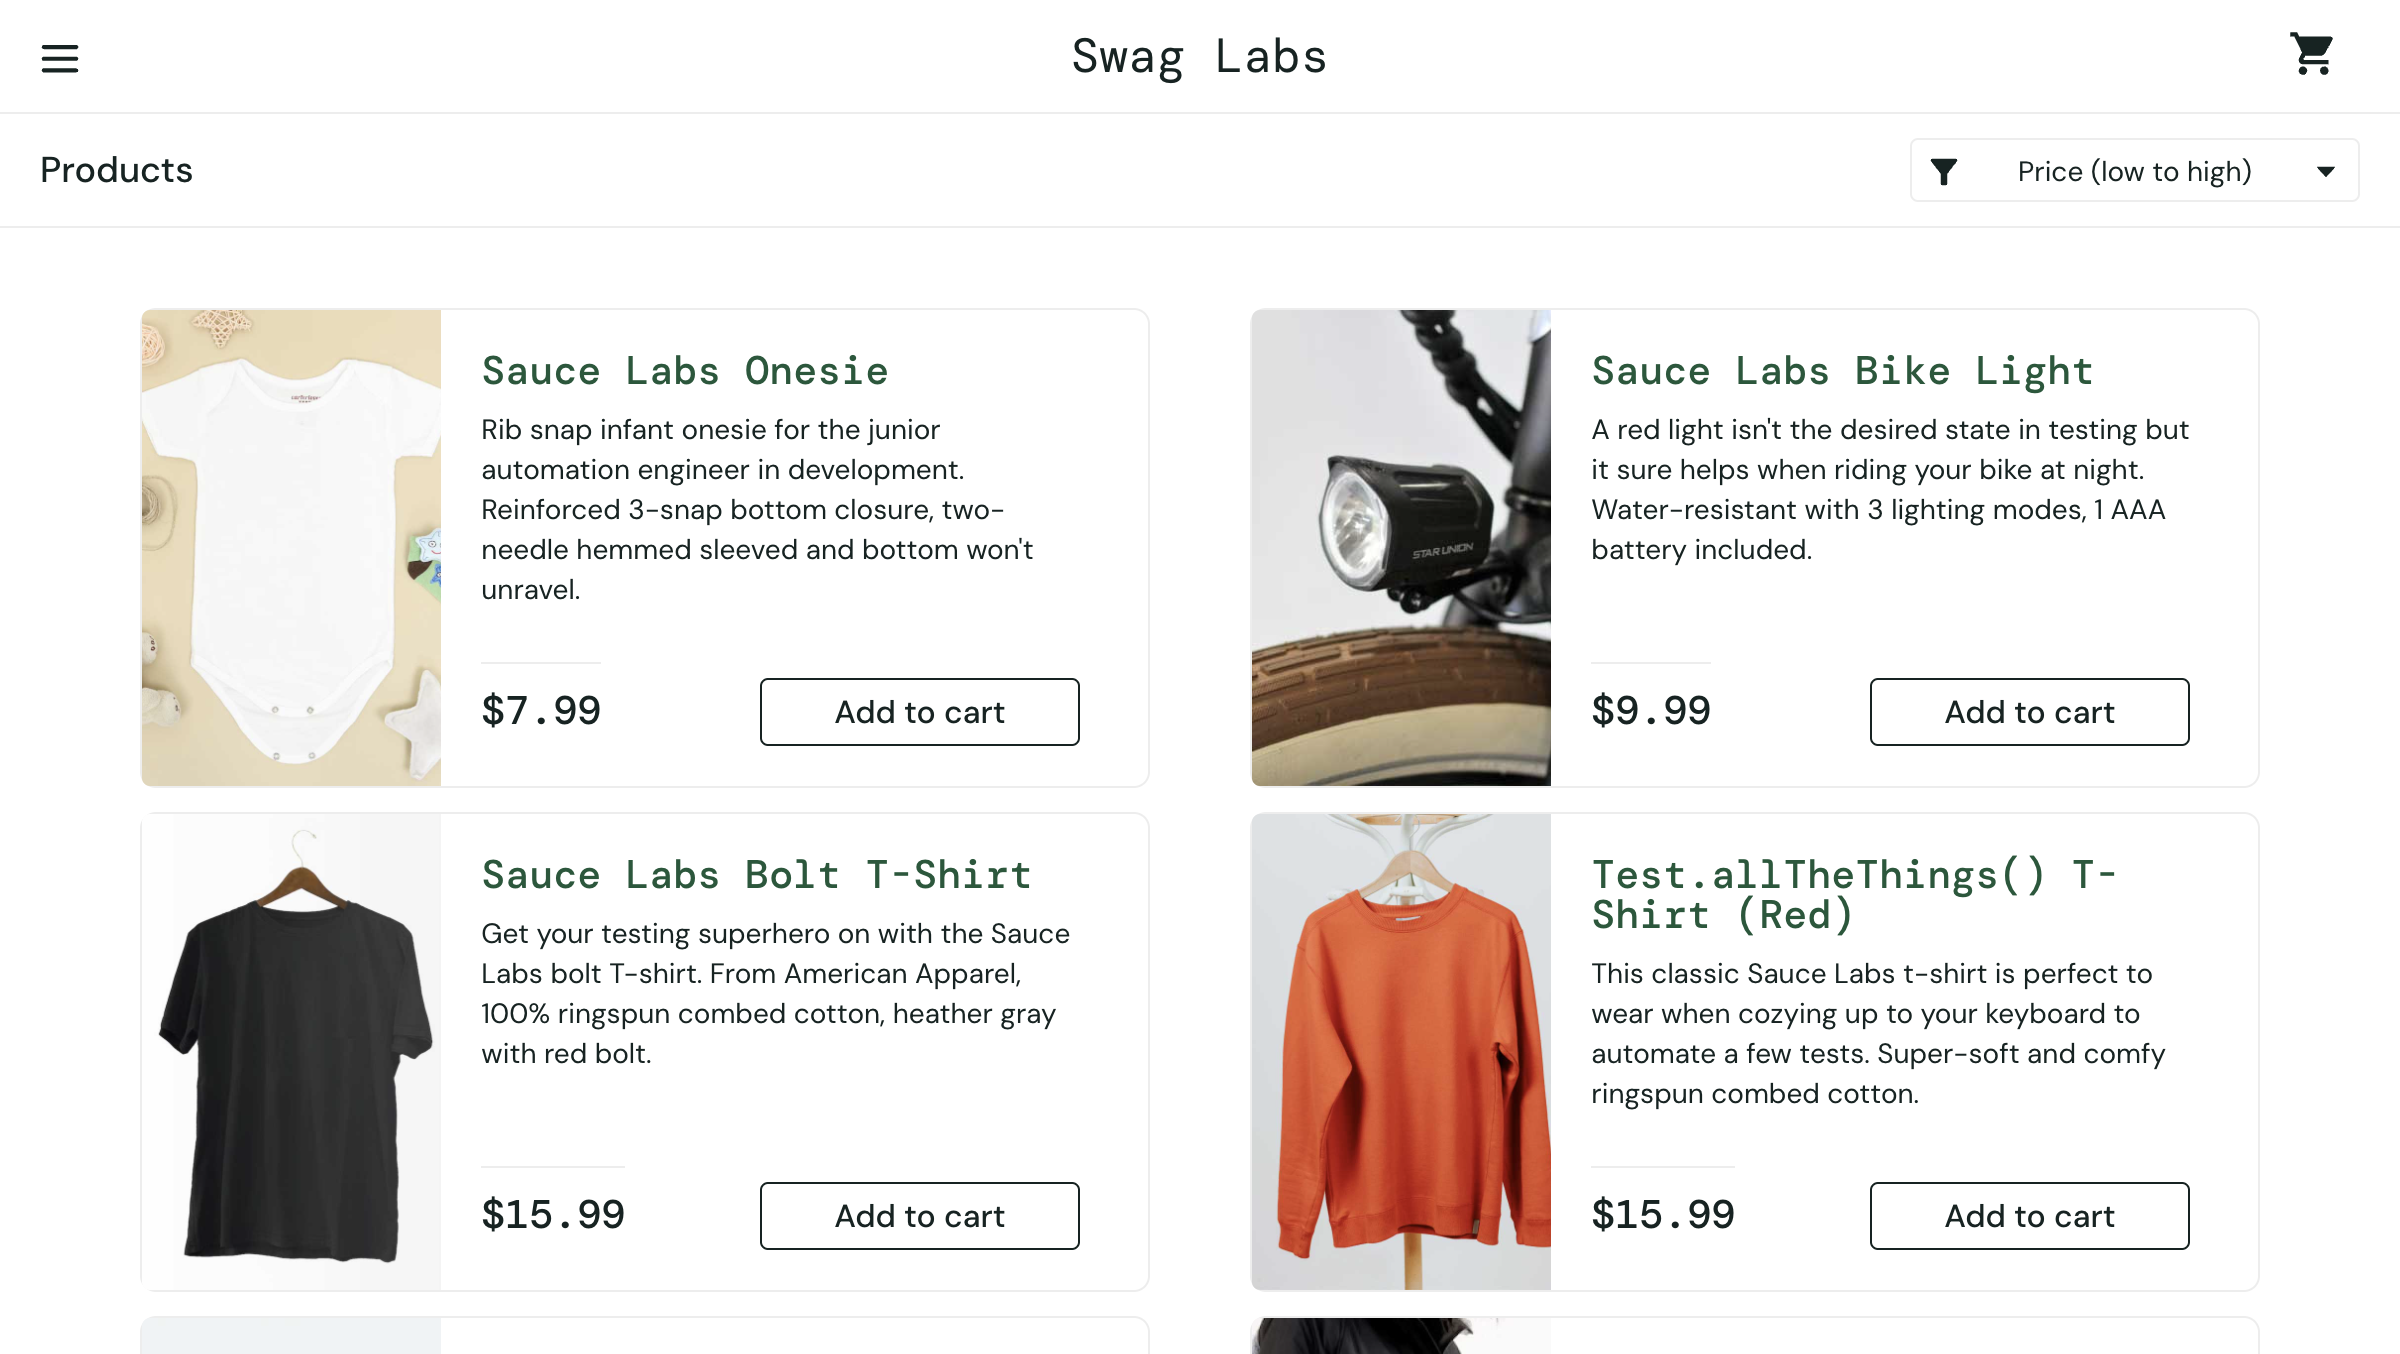 Swag Labs
Products
Price (low to high)
Sauce Labs Onesie
Rib snap infant onesie for the junior
automation engineer in development.
Reinforced 3-snap bottom closure, two-
needle hemmed sleeved and bottom won't
unravel.
$7.99
Add to cart
Sauce Labs Bike Light
A red light isn't the desired state in testing but
it sure helps when riding your bike at night.
Water-resistant with 3 lighting modes, 1 AAA
battery included.
$9.99
Add to cart
STAR UNION
Sauce Labs Bolt T-Shirt
Get your testing superhero on with the Sauce
Labs bolt T-shirt. From American Apparel,
100% ringspun combed cotton, heather gray
with red bolt.
$15.99
Add to cart
Test.allTheThings() T-
Shirt (Red)
This classic Sauce Labs t-shirt is perfect to
wear when cozying up to your keyboard to
automate a few tests. Super-soft and comfy
ringspun combed cotton.
$15.99
Add to cart